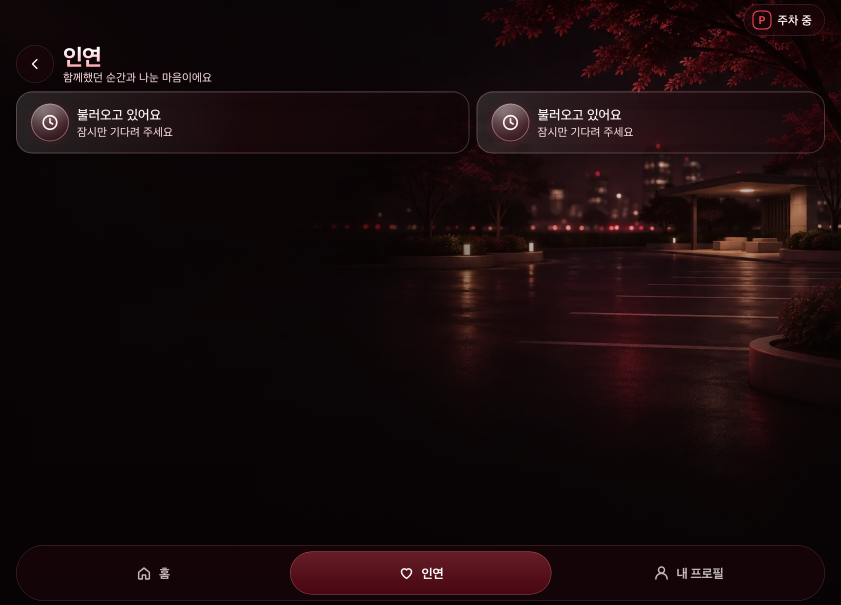 P 주차 중
인연
함께했던 순간과 나눈 마음이에요
불러오고 있어요
잠시만 기다려 주세요
불러오고 있어요
잠시만 기다려 주세요
홈
인연
내 프로필